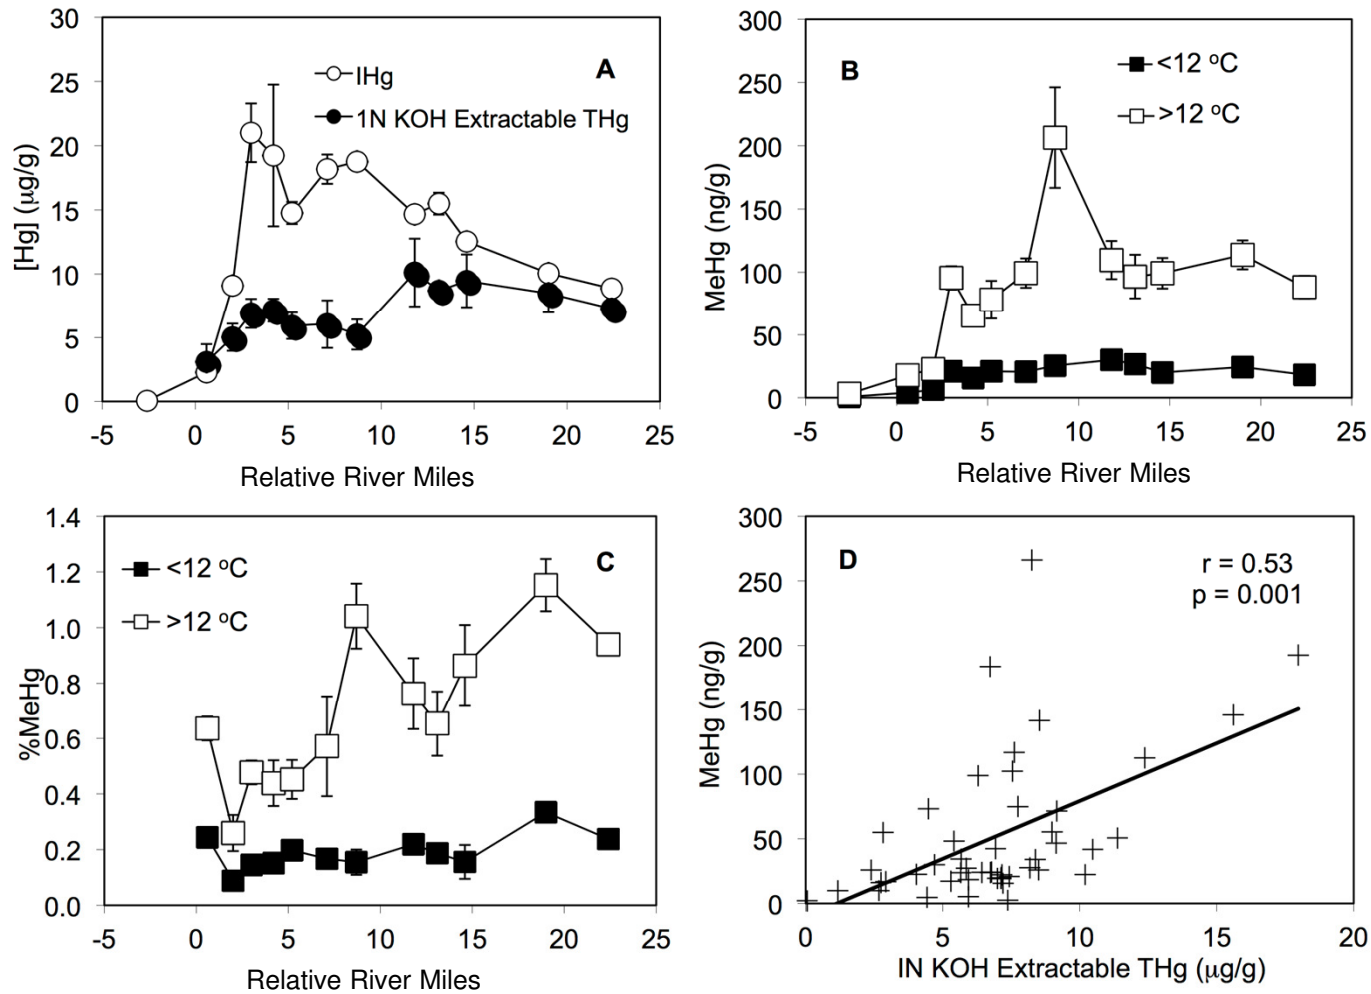 30
25
20
15
10
5
0
[Hg] (μg/g)
IHg
1N KOH Extractable THg
A
-5 0 5 10 15 20 25
Relative River Miles
300
250
200
150
100
50
0
MeHg (ng/g)
B
<12 °C
>12 °C
-5 0 5 10 15 20 25
Relative River Miles
1.4
1.2
1.0
0.8
0.6
0.4
0.2
0.0
%MeHg
<12 °C
>12 °C
C
-5 0 5 10 15 20 25
Relative River Miles
300
250
200
150
100
50
0
MeHg (ng/g)
D
r = 0.53
p = 0.001
0 5 10 15 20
IN KOH Extractable THg (μg/g)